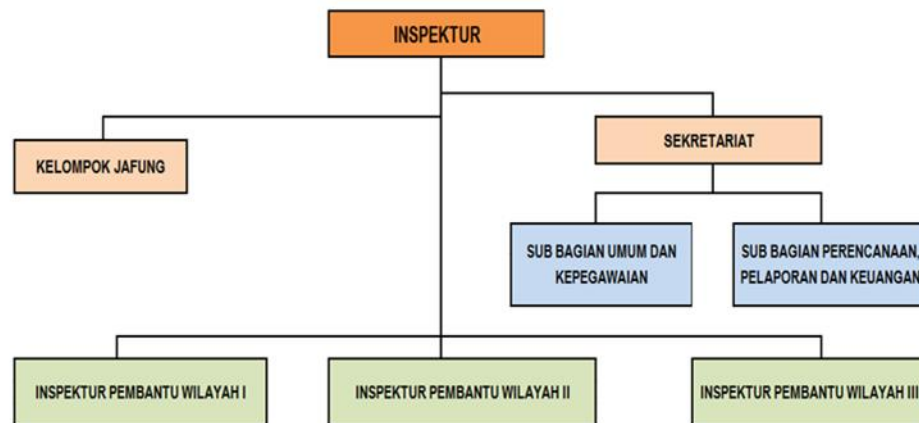 INSPEKTUR
KELOMPOK JAFUNG
SEKRETARIAT
SUB BAGIAN UMUM DAN
KEPEGAWAIAN
SUB BAGIAN PERENCANAAN,
PELAPORAN DAN KEUANGAN
INSPEKTUR PEMBANTU WILAYAH I
INSPEKTUR PEMBANTU WILAYAH II
INSPEKTUR PEMBANTU WILAYAH III